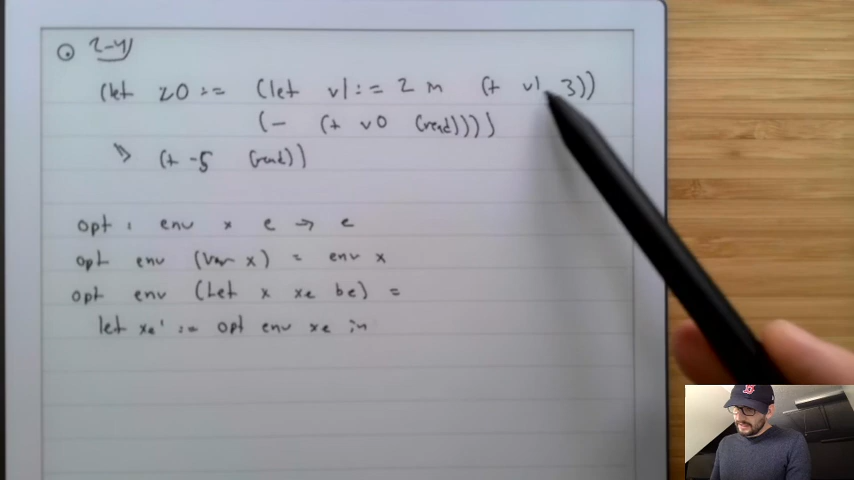 2-4
(let v0 := (let v1 := 2 in (+ v1 3))
(- (+ v0 (read))))
(+ -5 (read))
opt : env x e → e
opt env (Var x) = env x
opt env (Let x xe be) =
let xe' := opt env xe in